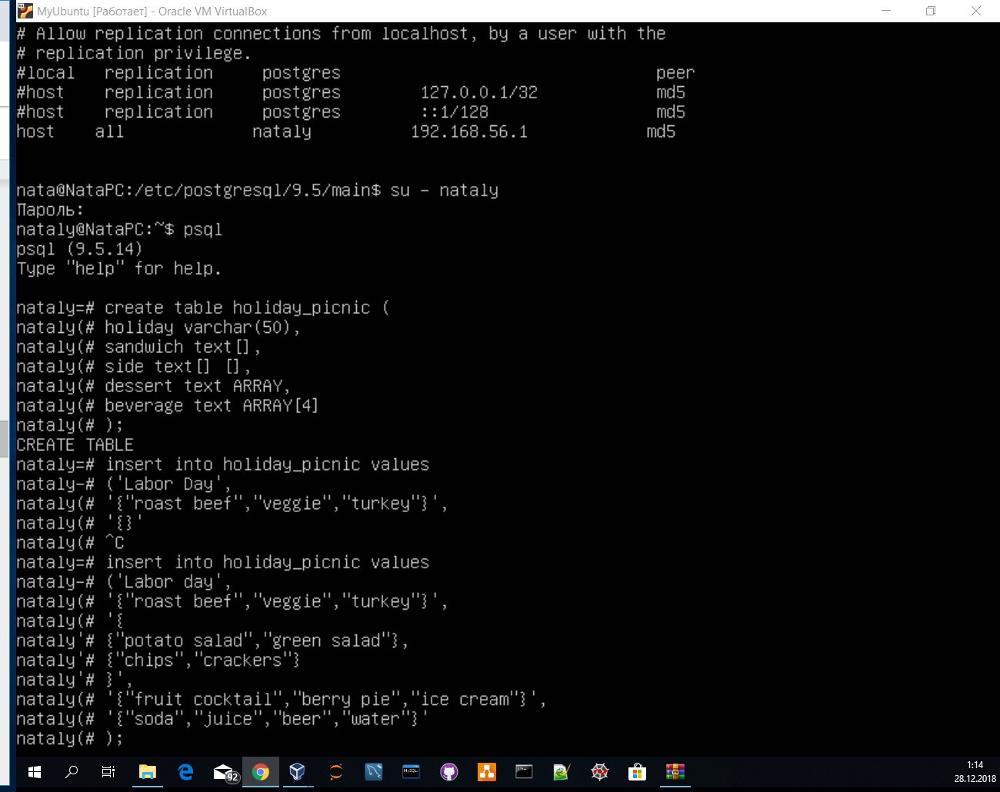 MyUbuntu [Работает] - Oracle VM VirtualBox
# Allow replication connections from localhost, by a user with the
# replication privilege.
#local   replication     postgres                                peer
#host    replication     postgres        127.0.0.1/32            md5
#host    replication     postgres        ::1/128                 md5
host    all             nataly          192.168.56.1            md5
nata@NataPC:/etc/postgresql/9.5/main$ su - nataly
Пароль:
nataly@NataPC:~$ psql
psql (9.5.14)
Type "help" for help.
nataly=# create table holiday_picnic (
nataly(# holiday varchar(50),
nataly(# sandwich text[],
nataly(# side text[] [],
nataly(# dessert text ARRAY,
nataly(# beverage text ARRAY[4]
nataly(# );
CREATE TABLE
nataly=# insert into holiday_picnic values
nataly-# ('Labor Day',
nataly(# '{"roast beef","veggie","turkey"}',
nataly(# '{}'
nataly(# ^C
nataly=# insert into holiday_picnic values
nataly-# ('Labor day',
nataly(# '{"roast beef","veggie","turkey"}',
nataly(# '{
nataly'# {"potato salad","green salad"},
nataly'# {"chips","crackers"}
nataly'# }',
nataly(# '{"fruit cocktail","berry pie","ice cream"}',
nataly(# '{"soda","juice","beer","water"}'
nataly(# );
92
MySQL
1:14
28.12.2018